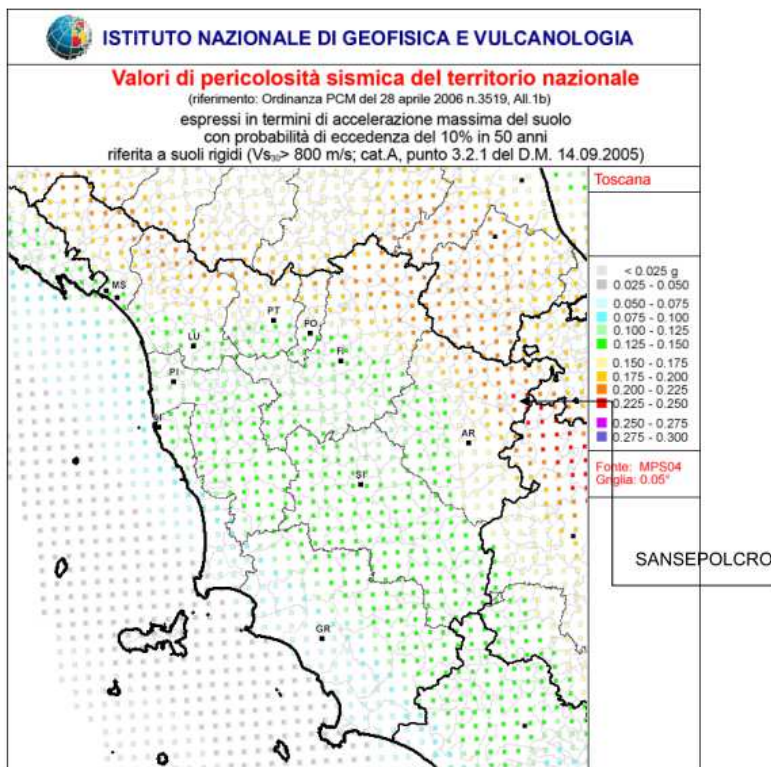 ISTITUTO NAZIONALE DI GEOFISICA E VULCANOLOGIA
Valori di pericolosità sismica del territorio nazionale
(riferimento: Ordinanza PCM del 28 aprile 2006 n.3519, All.1b)
espressi in termini di accelerazione massima del suolo
con probabilità di eccedenza del 10% in 50 anni
riferita a suoli rigidi (Vs₃₀> 800 m/s; cat.A, punto 3.2.1 del D.M. 14.09.2005)
Toscana
< 0.025 g
0.025 - 0.050
0.050 - 0.075
0.075 - 0.100
0.100 - 0.125
0.125 - 0.150
0.150 - 0.175
0.175 - 0.200
0.200 - 0.225
0.225 - 0.250
0.250 - 0.275
0.275 - 0.300
Fonte: MPS04
Griglia: 0.05°
MS
PT
PO
LU
FI
PI
AR
SI
GR
SANSEPOLCRO